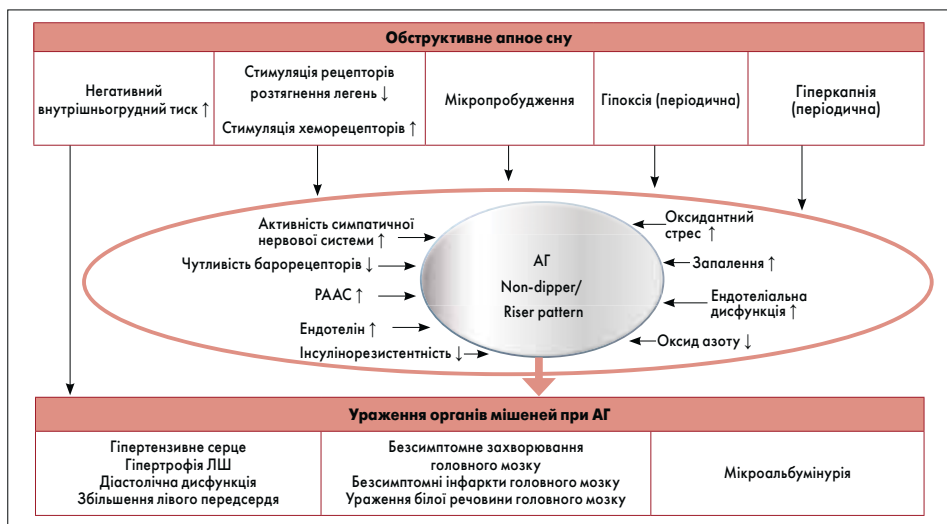 Обструктивне апное сну
Негативний
внутрішньогрудний тиск ↑
Стимуляція рецепторів
розтягнення легень ↓
Стимуляція хеморецепторів ↑
Мікропробудження
Гіпоксія (періодична)
Гіперкапнія
(періодична)
Активність симпатичної
нервової системи ↑
Чутливість барорецепторів ↓
РААС ↑
Ендотелін ↑
Інсулінорезистентність ↓
АГ
Non-dipper/
Riser pattern
Оксидантний
стрес ↑
Запалення ↑
Ендотеліальна
дисфункція ↑
Оксид азоту ↓
Ураження органів мішеней при АГ
Гіпертензивне серце
Гіпертрофія ЛШ
Діастолічна дисфункція
Збільшення лівого передсердя
Безсимптомне захворювання
головного мозку
Безсимптомні інфаркти головного мозку
Ураження білої речовини головного мозку
Мікроальбумінурія